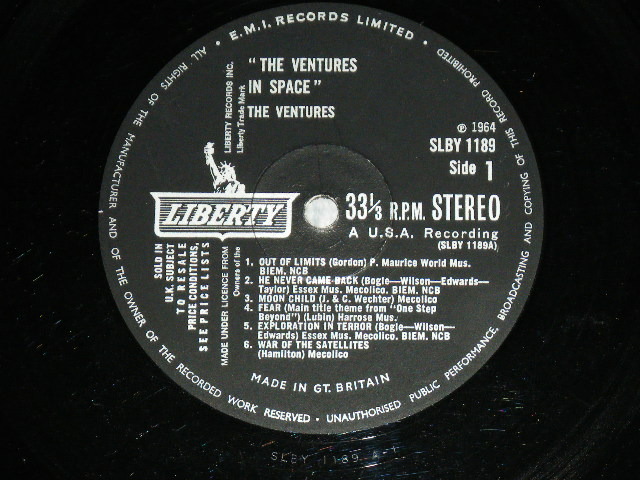 E.M.I. RECORDS LIMITED • ALL RIGHTS OF THE MANUFACTURER AND OF THE OWNER OF THE RECORDED WORK RESERVED • UNAUTHORISED PUBLIC PERFORMANCE, BROADCASTING AND COPYING OF THIS RECORD PROHIBITED •
"THE VENTURES
IN SPACE"
THE VENTURES
LIBERTY RECORDS INC.
Liberty Trade Mark
℗ 1964
SLBY 1189
Side 1
LIBERTY
33⅓ R.P.M. STEREO
A U.S.A. Recording
(SLBY 1189A)
SOLD IN
U.K. SUBJECT
TO RESALE
PRICE CONDITIONS,
SEE PRICE LISTS
MADE UNDER LICENCE FROM
Owners of the
1. OUT OF LIMITS (Gordon) P. Maurice World Mus.
BIEM. NCB
2. HE NEVER CAME BACK (Bogle—Wilson—Edwards—
Taylor) Essex Mus. Mecolico. BIEM. NCB
3. MOON CHILD (J. & C. Wechter) Mecolico
4. FEAR (Main title theme from "One Step
Beyond") (Lubin) Harrose Mus.
5. EXPLORATION IN TERROR (Bogle—Wilson—
Edwards) Essex Mus. Mecolico. BIEM. NCB
6. WAR OF THE SATELLITES
(Hamilton) Mecolico
MADE IN GT. BRITAIN
SLBY 1189